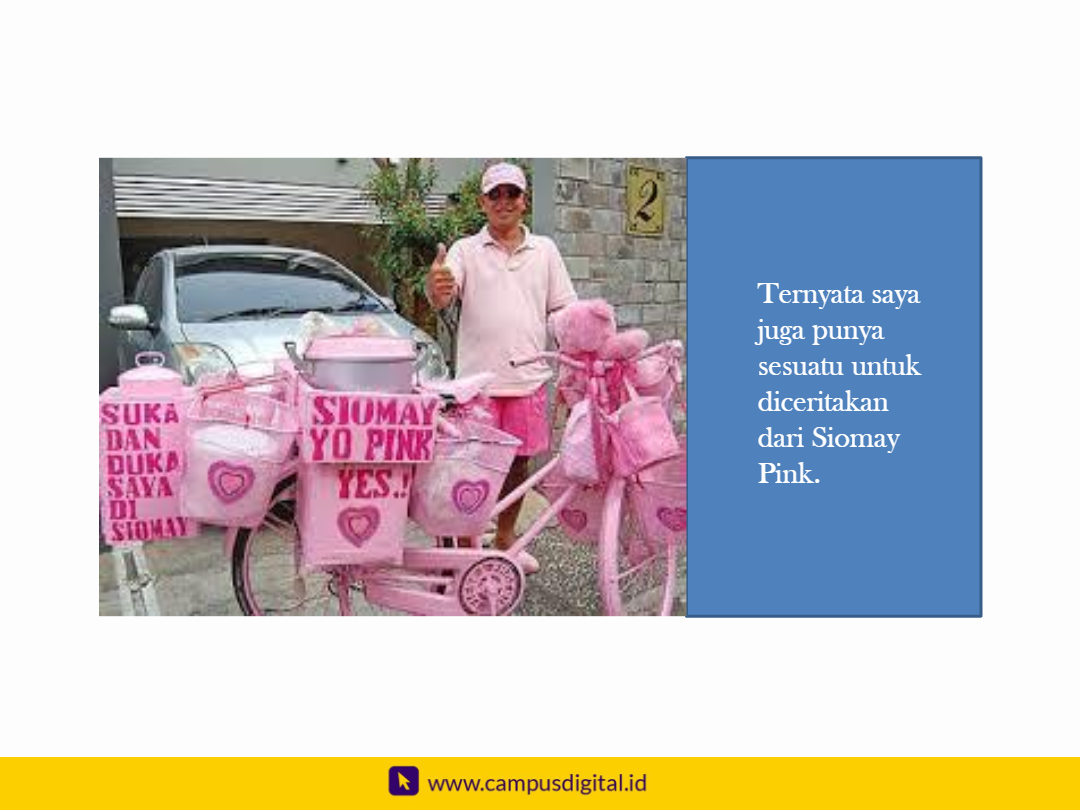 SUKA
DAN
DUKA
SAYA
DI
SIOMAY
SIOMAY
YO PINK
YES.!
2
Ternyata saya
juga punya
sesuatu untuk
diceritakan
dari Siomay
Pink.
www.campusdigital.id